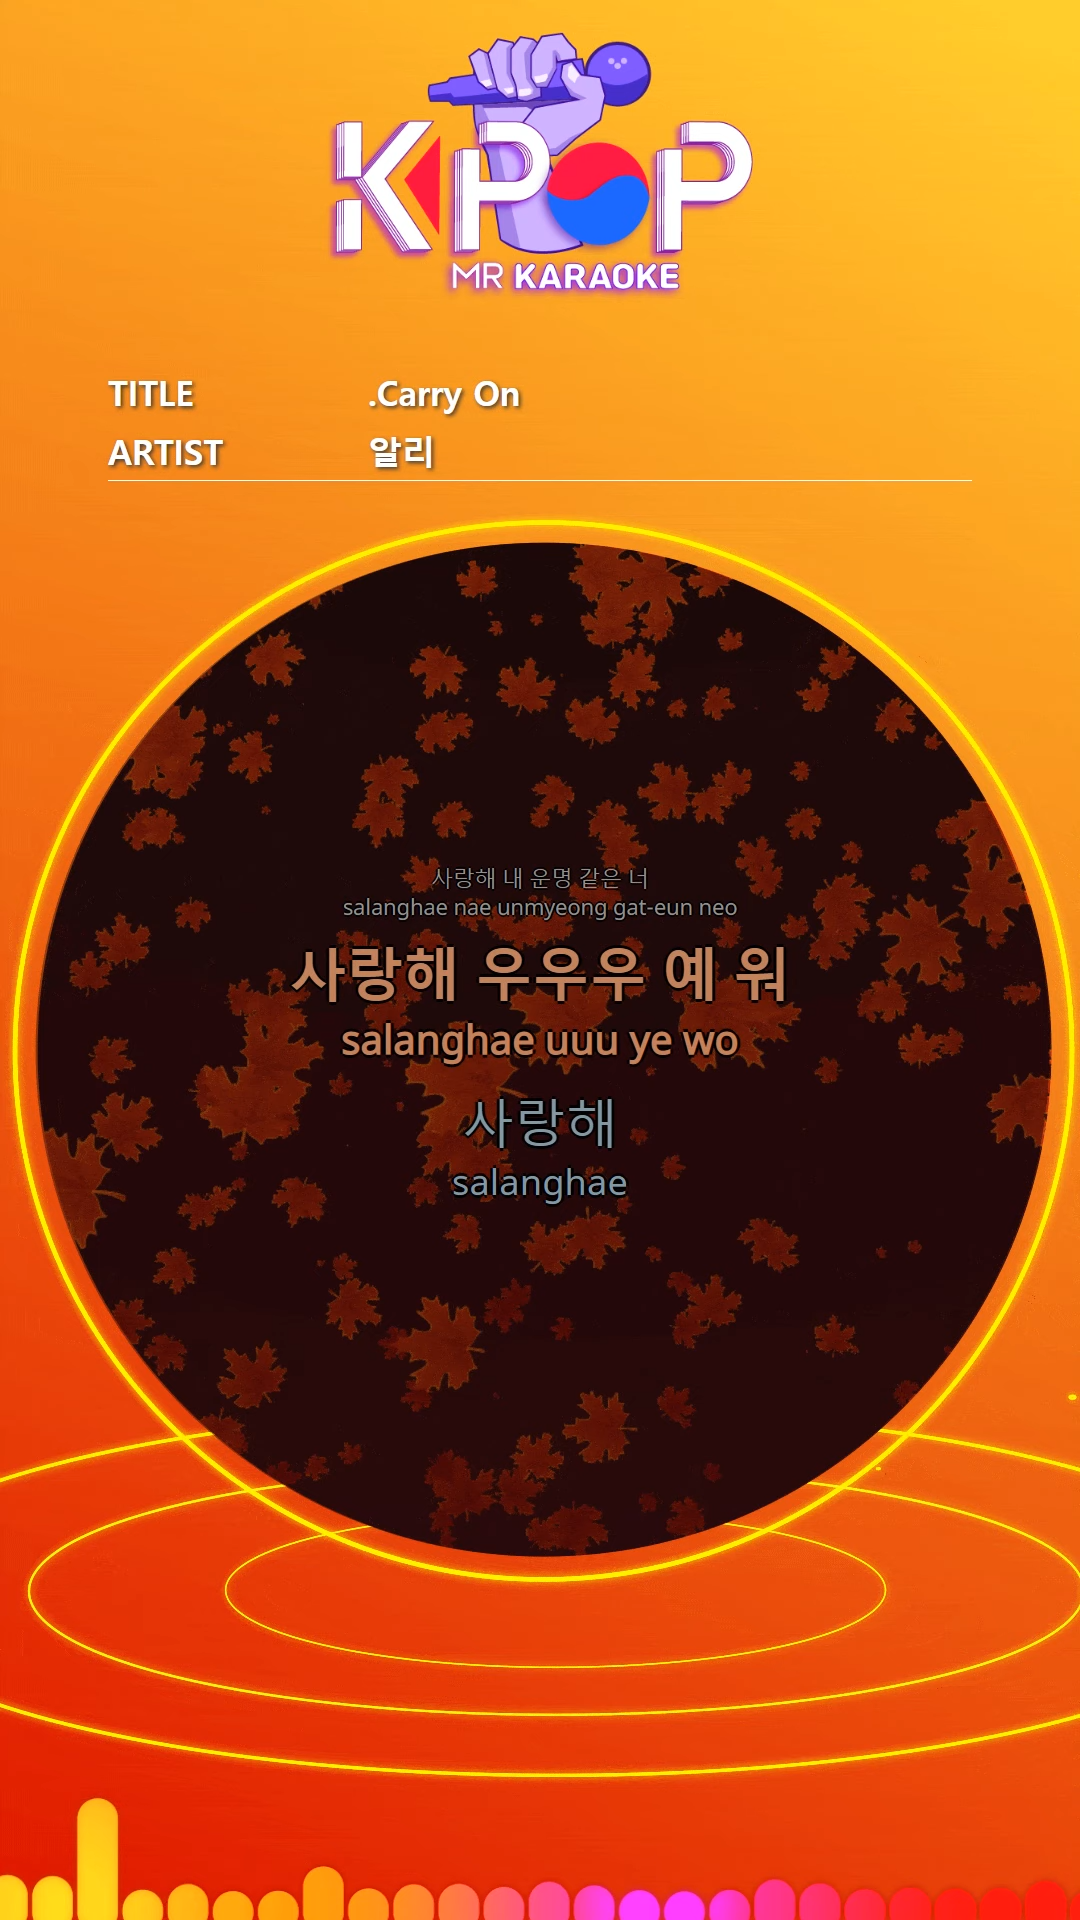 KPOP
MR KARAOKE
TITLE .Carry On
ARTIST 알리
사랑해 내 운명 같은 너
salanghae nae unmyeong gat-eun neo
사랑해 우우우 예 워
salanghae uuu ye wo
사랑해
salanghae